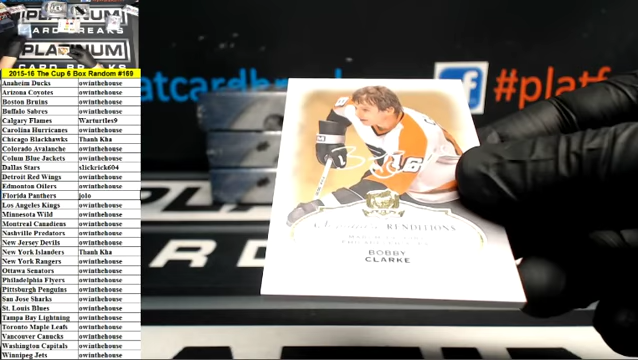 PLATINUM
CARD BREAKS
PLATINUM
CARD BREAKS
2015-16 The Cup 6 Box Random #169
Anaheim Ducks owinthehouse
Arizona Coyotes owinthehouse
Boston Bruins owinthehouse
Buffalo Sabres owinthehouse
Calgary Flames Warturtles9
Carolina Hurricanes owinthehouse
Chicago Blackhawks Thank Kha
Colorado Avalanche owinthehouse
Colum Blue Jackets owinthehouse
Dallas Stars slickrick604
Detroit Red Wings owinthehouse
Edmonton Oilers owinthehouse
Florida Panthers jolo
Los Angeles Kings owinthehouse
Minnesota Wild owinthehouse
Montreal Canadiens owinthehouse
Nashville Predators owinthehouse
New Jersey Devils owinthehouse
New York Islanders Thank Kha
New York Rangers owinthehouse
Ottawa Senators owinthehouse
Philadelphia Flyers owinthehouse
Pittsburgh Penguins owinthehouse
San Jose Sharks owinthehouse
St. Louis Blues owinthehouse
Tampa Bay Lightning owinthehouse
Toronto Maple Leafs owinthehouse
Vancouver Canucks owinthehouse
Washington Capitals owinthehouse
Winnipeg Jets owinthehouse
atcardbre
f #platf
16
RENDITIONS
BOBBY
CLARKE